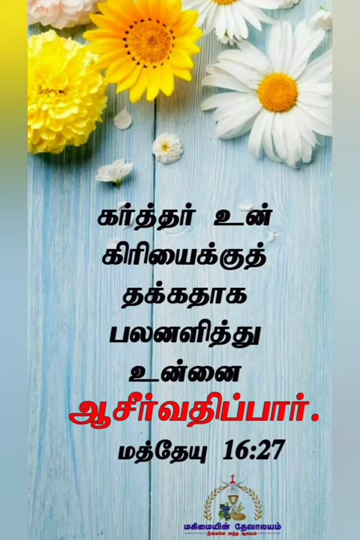 கர்த்தர் உன்
கிரியைக்குத்
தக்கதாக
பலனளித்து
உன்னை
ஆசீர்வதிப்பார்.
மத்தேயு 16:27
மகிமையின் தேவாலயம்